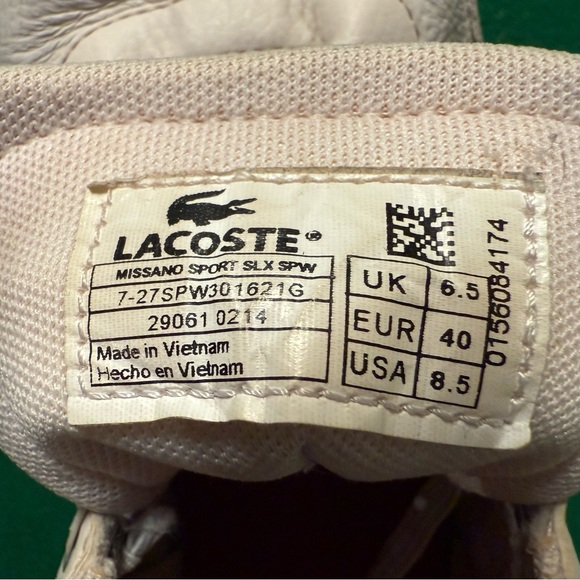 LACOSTE®
MISSANO SPORT SLX SPW
7-27SPW301621G
29061 0214
Made in Vietnam
Hecho en Vietnam
UK 6.5
EUR 40
USA 8.5
0156084174